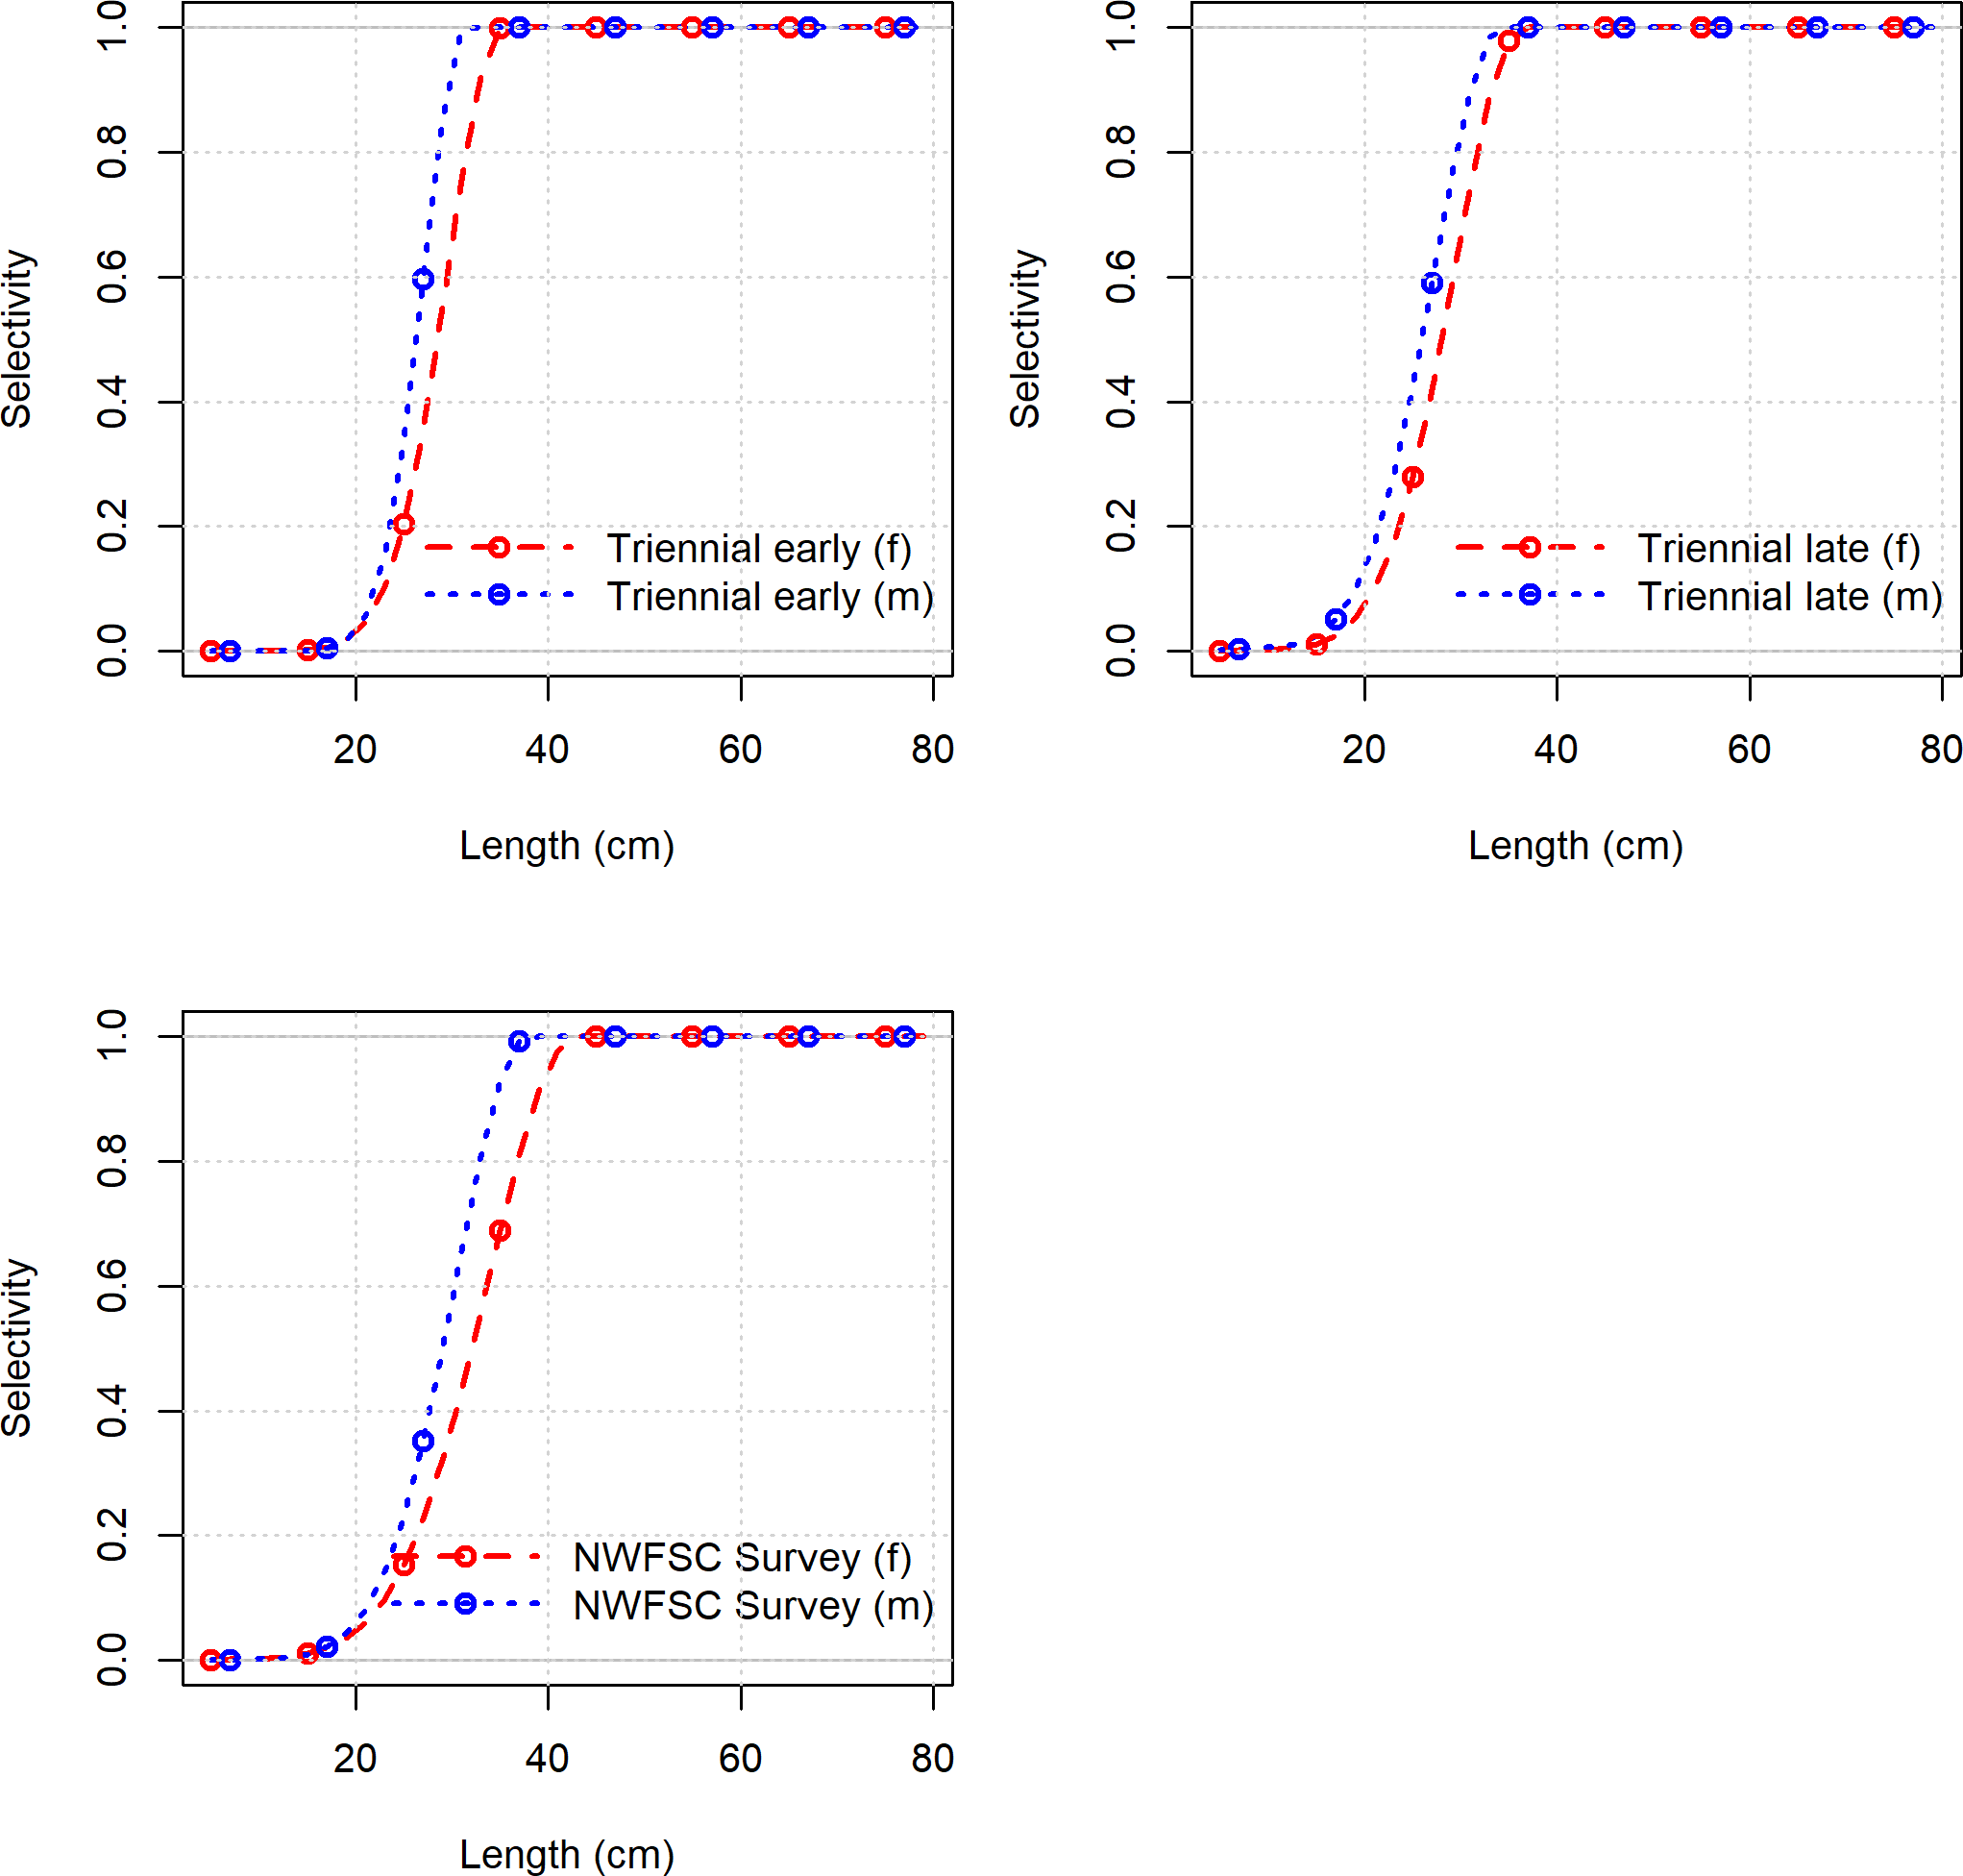 1.0
0.8
0.6
0.4
0.2
0.0
Selectivity
Triennial early (f)
Triennial early (m)
20 40 60 80
Length (cm)
1.0
0.8
0.6
0.4
0.2
0.0
Selectivity
Triennial late (f)
Triennial late (m)
20 40 60 80
Length (cm)
1.0
0.8
0.6
0.4
0.2
0.0
Selectivity
NWFSC Survey (f)
NWFSC Survey (m)
20 40 60 80
Length (cm)